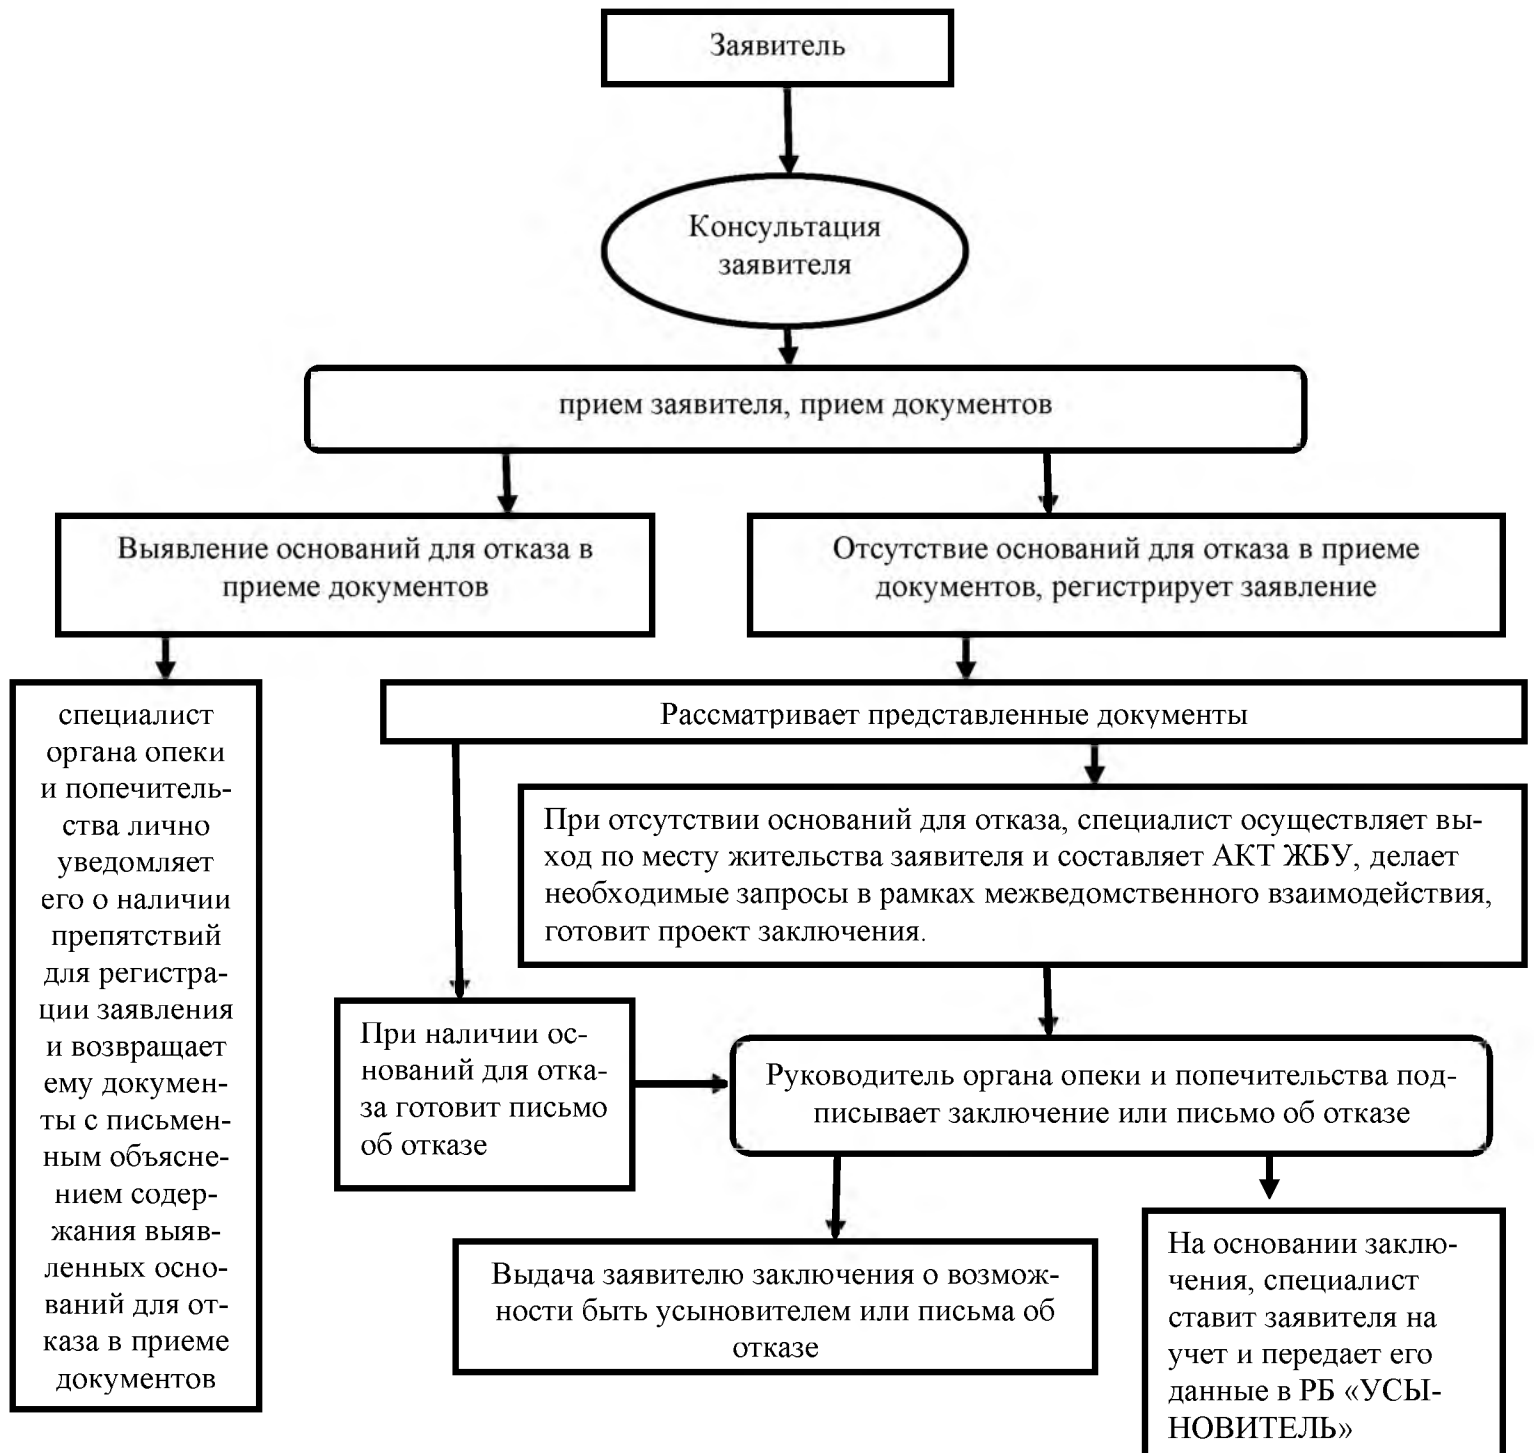 Заявитель
Консультация
заявителя
прием заявителя, прием документов
Выявление оснований для отказа в
приеме документов
Отсутствие оснований для отказа в приеме
документов, регистрирует заявление
специалист
органа опеки
и попечитель-
ства лично
уведомляет
его о наличии
препятствий
для регистра-
ции заявления
и возвращает
ему докумен-
ты с письмен-
ным объясне-
нием содер-
жания выяв-
ленных осно-
ваний для от-
каза в приеме
документов
Рассматривает представленные документы
При отсутствии оснований для отказа, специалист осуществляет вы-
ход по месту жительства заявителя и составляет АКТ ЖБУ, делает
необходимые запросы в рамках межведомственного взаимодействия,
готовит проект заключения.
При наличии ос-
нований для отка-
за готовит письмо
об отказе
Руководитель органа опеки и попечительства под-
писывает заключение или письмо об отказе
Выдача заявителю заключения о возмож-
ности быть усыновителем или письма об
отказе
На основании заклю-
чения, специалист
ставит заявителя на
учет и передает его
данные в РБ «УСЫ-
НОВИТЕЛЬ»